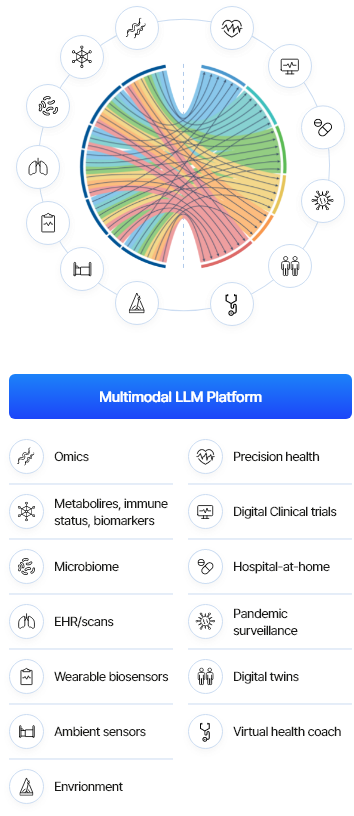 Multimodal LLM Platform
Omics
Precision health
Metabolires, immune
status, biomarkers
Digital Clinical trials
Microbiome
Hospital-at-home
EHR/scans
Pandemic
surveillance
Wearable biosensors
Digital twins
Ambient sensors
Virtual health coach
Envrionment